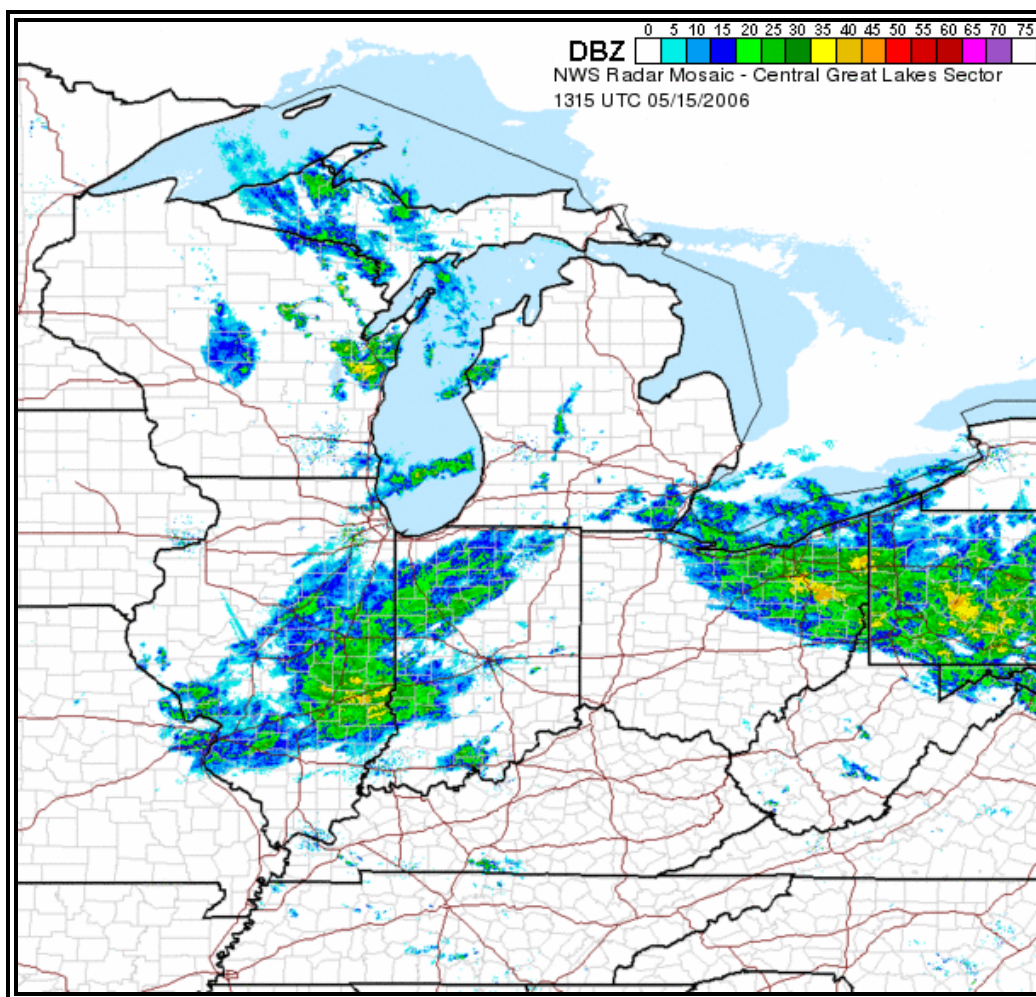 0 5 10 15 20 25 30 35 40 45 50 55 60 65 70 75
DBZ
NWS Radar Mosaic - Central Great Lakes Sector
1315 UTC 05/15/2006